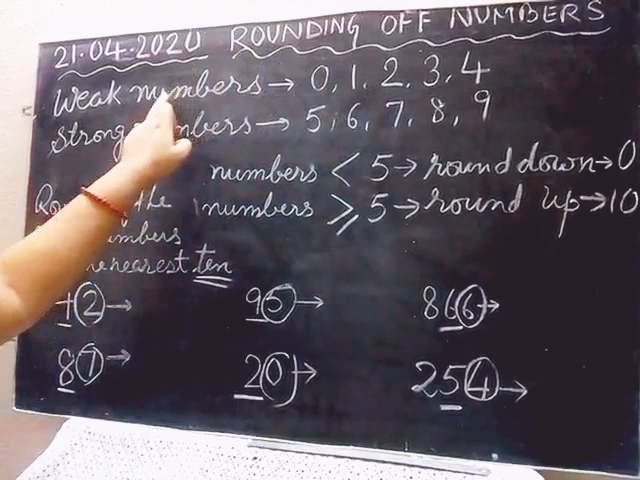 21.04.2020 ROUNDING OFF NUMBERS
Weak numbers → 0, 1, 2, 3, 4
Strong numbers → 5, 6, 7, 8, 9
numbers < 5 → round down → 0
the numbers ≥ 5 → round up → 10
numbers
nearest ten
12 → 95 → 866 →
87 → 20 → 254 →